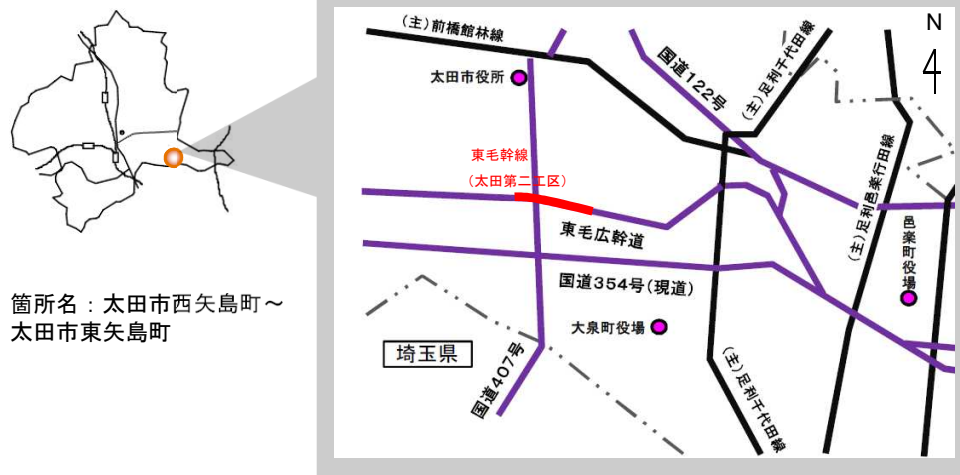 箇所名：太田市西矢島町～
太田市東矢島町
N
(主)前橋館林線
太田市役所
国道122号
(主)足利千代田線
東毛幹線
（太田第二工区）
東毛広幹道
(主)足利邑楽行田線
邑楽町役場
国道354号(現道)
大泉町役場
埼玉県
国道407号
(主)足利千代田線